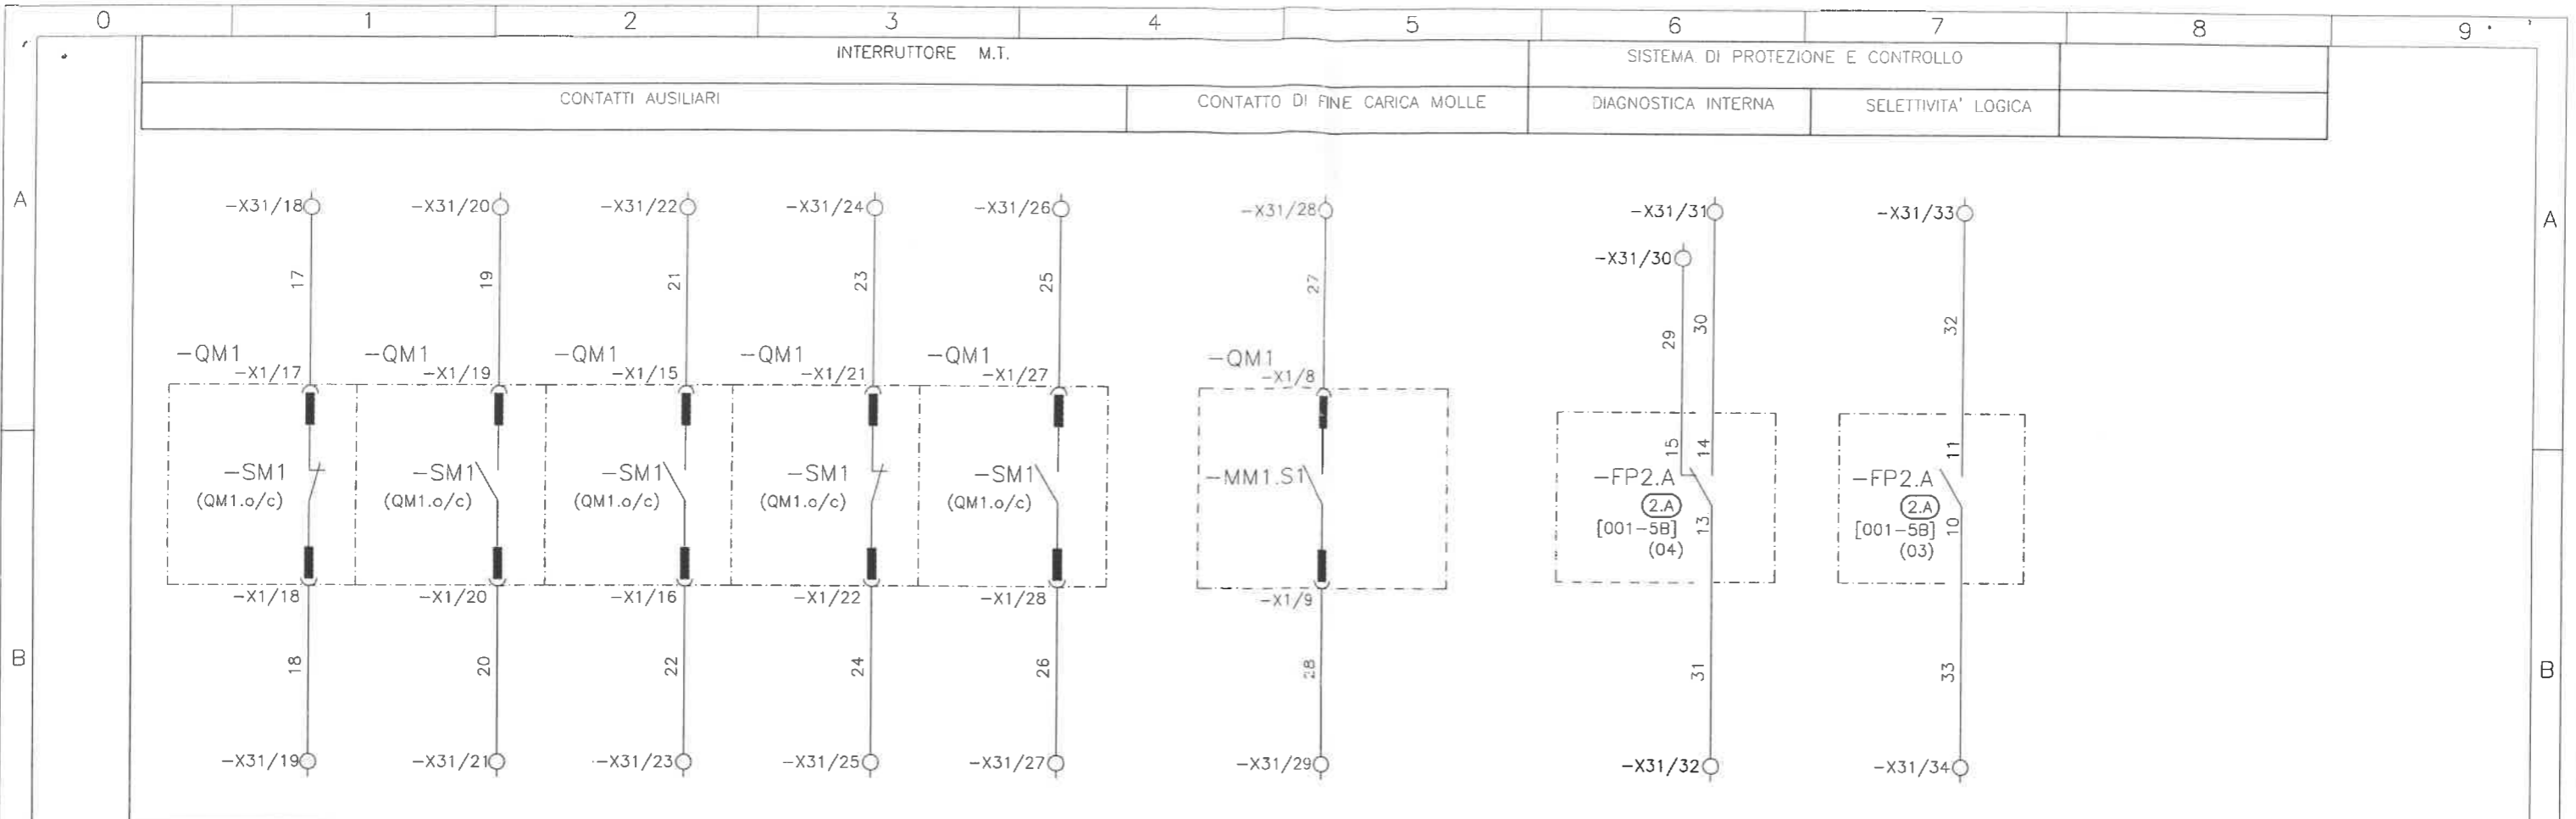 0 1 2 3 4 5 6 7 8 9
INTERRUTTORE M.T. SISTEMA DI PROTEZIONE E CONTROLLO
CONTATTI AUSILIARI CONTATTO DI FINE CARICA MOLLE DIAGNOSTICA INTERNA SELETTIVITA' LOGICA
A A
-X31/18 -X31/20 -X31/22 -X31/24 -X31/26 -X31/28 -X31/31 -X31/33
-X31/30
17 19 21 23 25 27 29 30 32
-QM1 -QM1 -QM1 -QM1 -QM1 -QM1
-X1/17 -X1/19 -X1/15 -X1/21 -X1/27 -X1/8
15 14 11
-SM1 -SM1 -SM1 -SM1 -SM1 -MM1.S1 -FP2.A -FP2.A
(QM1.o/c) (QM1.o/c) (QM1.o/c) (QM1.o/c) (QM1.o/c) 2.A 2.A
[001-5B] 13 [001-5B] 10
(04) (03)
-X1/18 -X1/20 -X1/16 -X1/22 -X1/28 -X1/9
B B
18 20 22 24 26 28 31 33
-X31/19 -X31/21 -X31/23 -X31/25 -X31/27 -X31/29 -X31/32 -X31/34